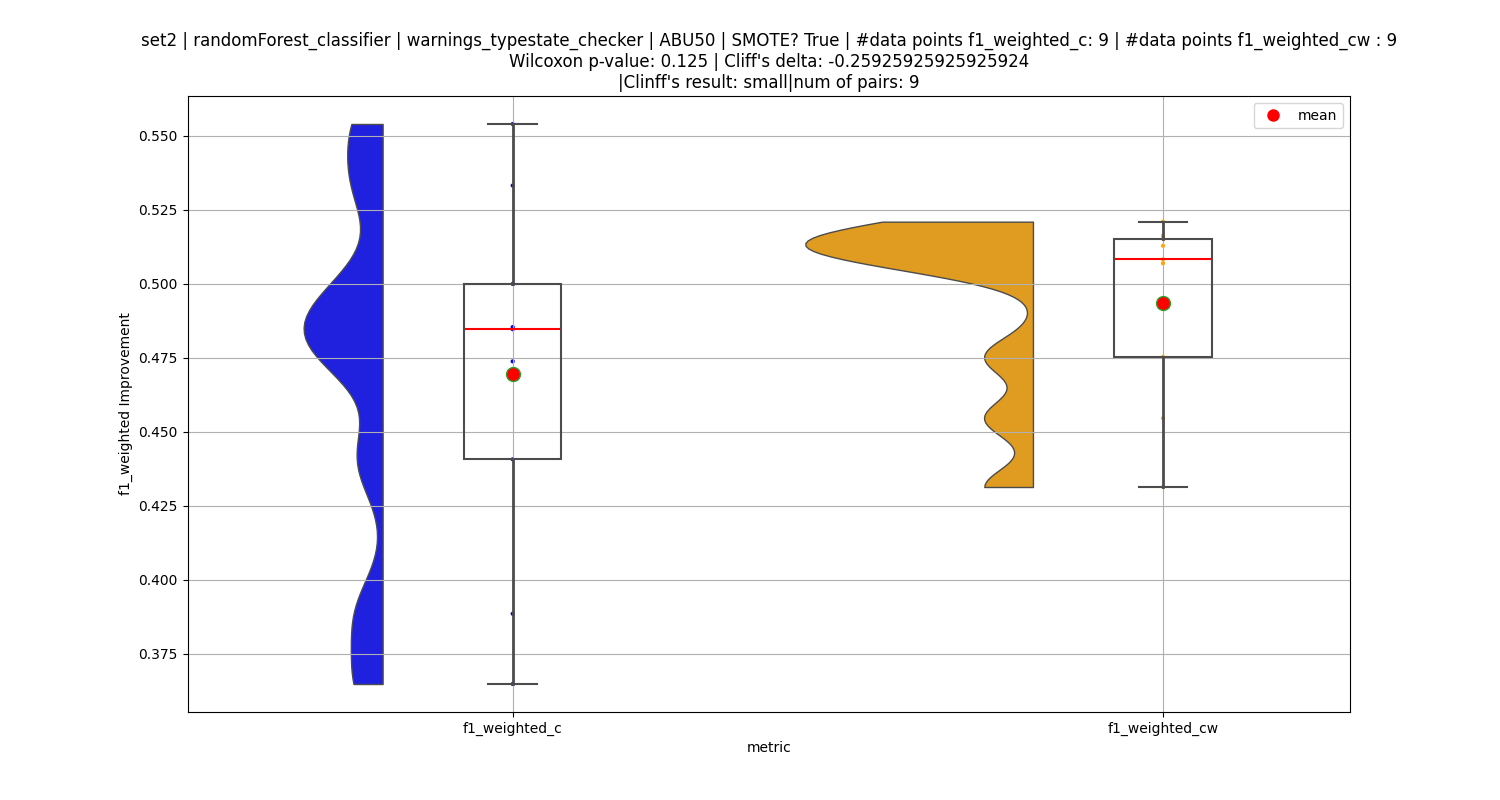 set2 | randomForest_classifier | warnings_typestate_checker | ABU50 | SMOTE? True | #data points f1_weighted_c: 9 | #data points f1_weighted_cw : 9
Wilcoxon p-value: 0.125 | Cliff's delta: -0.25925925925925924
|Clinff's result: small|num of pairs: 9
mean
0.550
0.525
0.500
0.475
0.450
0.425
0.400
0.375
f1_weighted Improvement
f1_weighted_c
f1_weighted_cw
metric